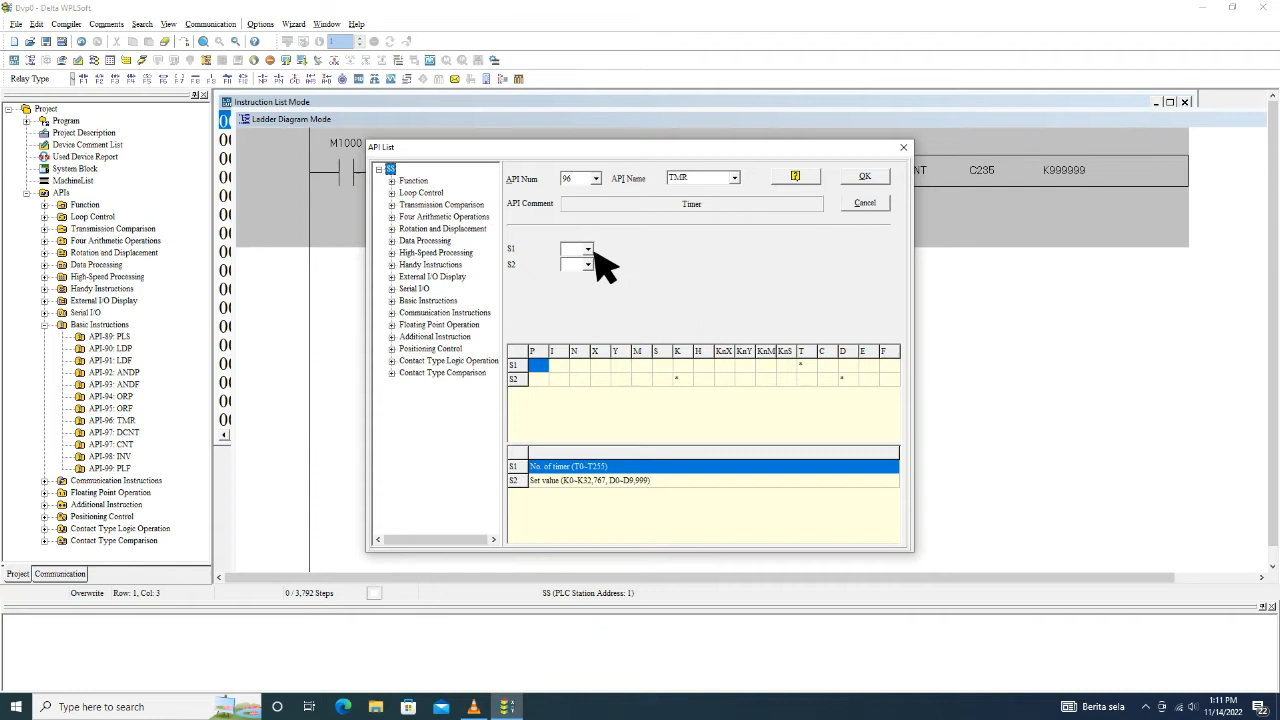 Dvp0 - Delta WPLSoft
File Edit Compiler Comments Search View Communication Options Wizard Window Help
1
Relay Type
Project
Program
Project Description
Device Comment List
Used Device Report
System Block
MachineList
APIs
Function
Loop Control
Transmission Comparison
Four Arithmetic Operations
Rotation and Displacement
Data Processing
High-Speed Processing
Handy Instructions
External I/O Display
Serial I/O
Basic Instructions
API-89: PLS
API-90: LDP
API-91: LDF
API-92: ANDP
API-93: ANDF
API-94: ORP
API-95: ORF
API-96: TMR
API-97: DCNT
API-97: CNT
API-98: INV
API-99: PLF
Communication Instructions
Floating Point Operation
Additional Instruction
Positioning Control
Contact Type Logic Operation
Contact Type Comparison
Project Communication
Instruction List Mode
Ladder Diagram Mode
M1000
NT C235 K999999
API List
SS
Function
Loop Control
Transmission Comparison
Four Arithmetic Operations
Rotation and Displacement
Data Processing
High-Speed Processing
Handy Instructions
External I/O Display
Serial I/O
Basic Instructions
Communication Instructions
Floating Point Operation
Additional Instruction
Positioning Control
Contact Type Logic Operation
Contact Type Comparison
API Num 96 API Name TMR OK
API Comment Timer Cancel
S1
S2
P I N X Y M S K H KnX KnY KnM KnS T C D E F
S1 *
S2 * *
S1 No. of timer (T0~T255)
S2 Set value (K0~K32,767, D0~D9,999)
Overwrite Row: 1, Col: 3 0 / 3,792 Steps SS (PLC Station Address: 1)
Type here to search
Berita sela
1:11 PM
11/14/2022
22